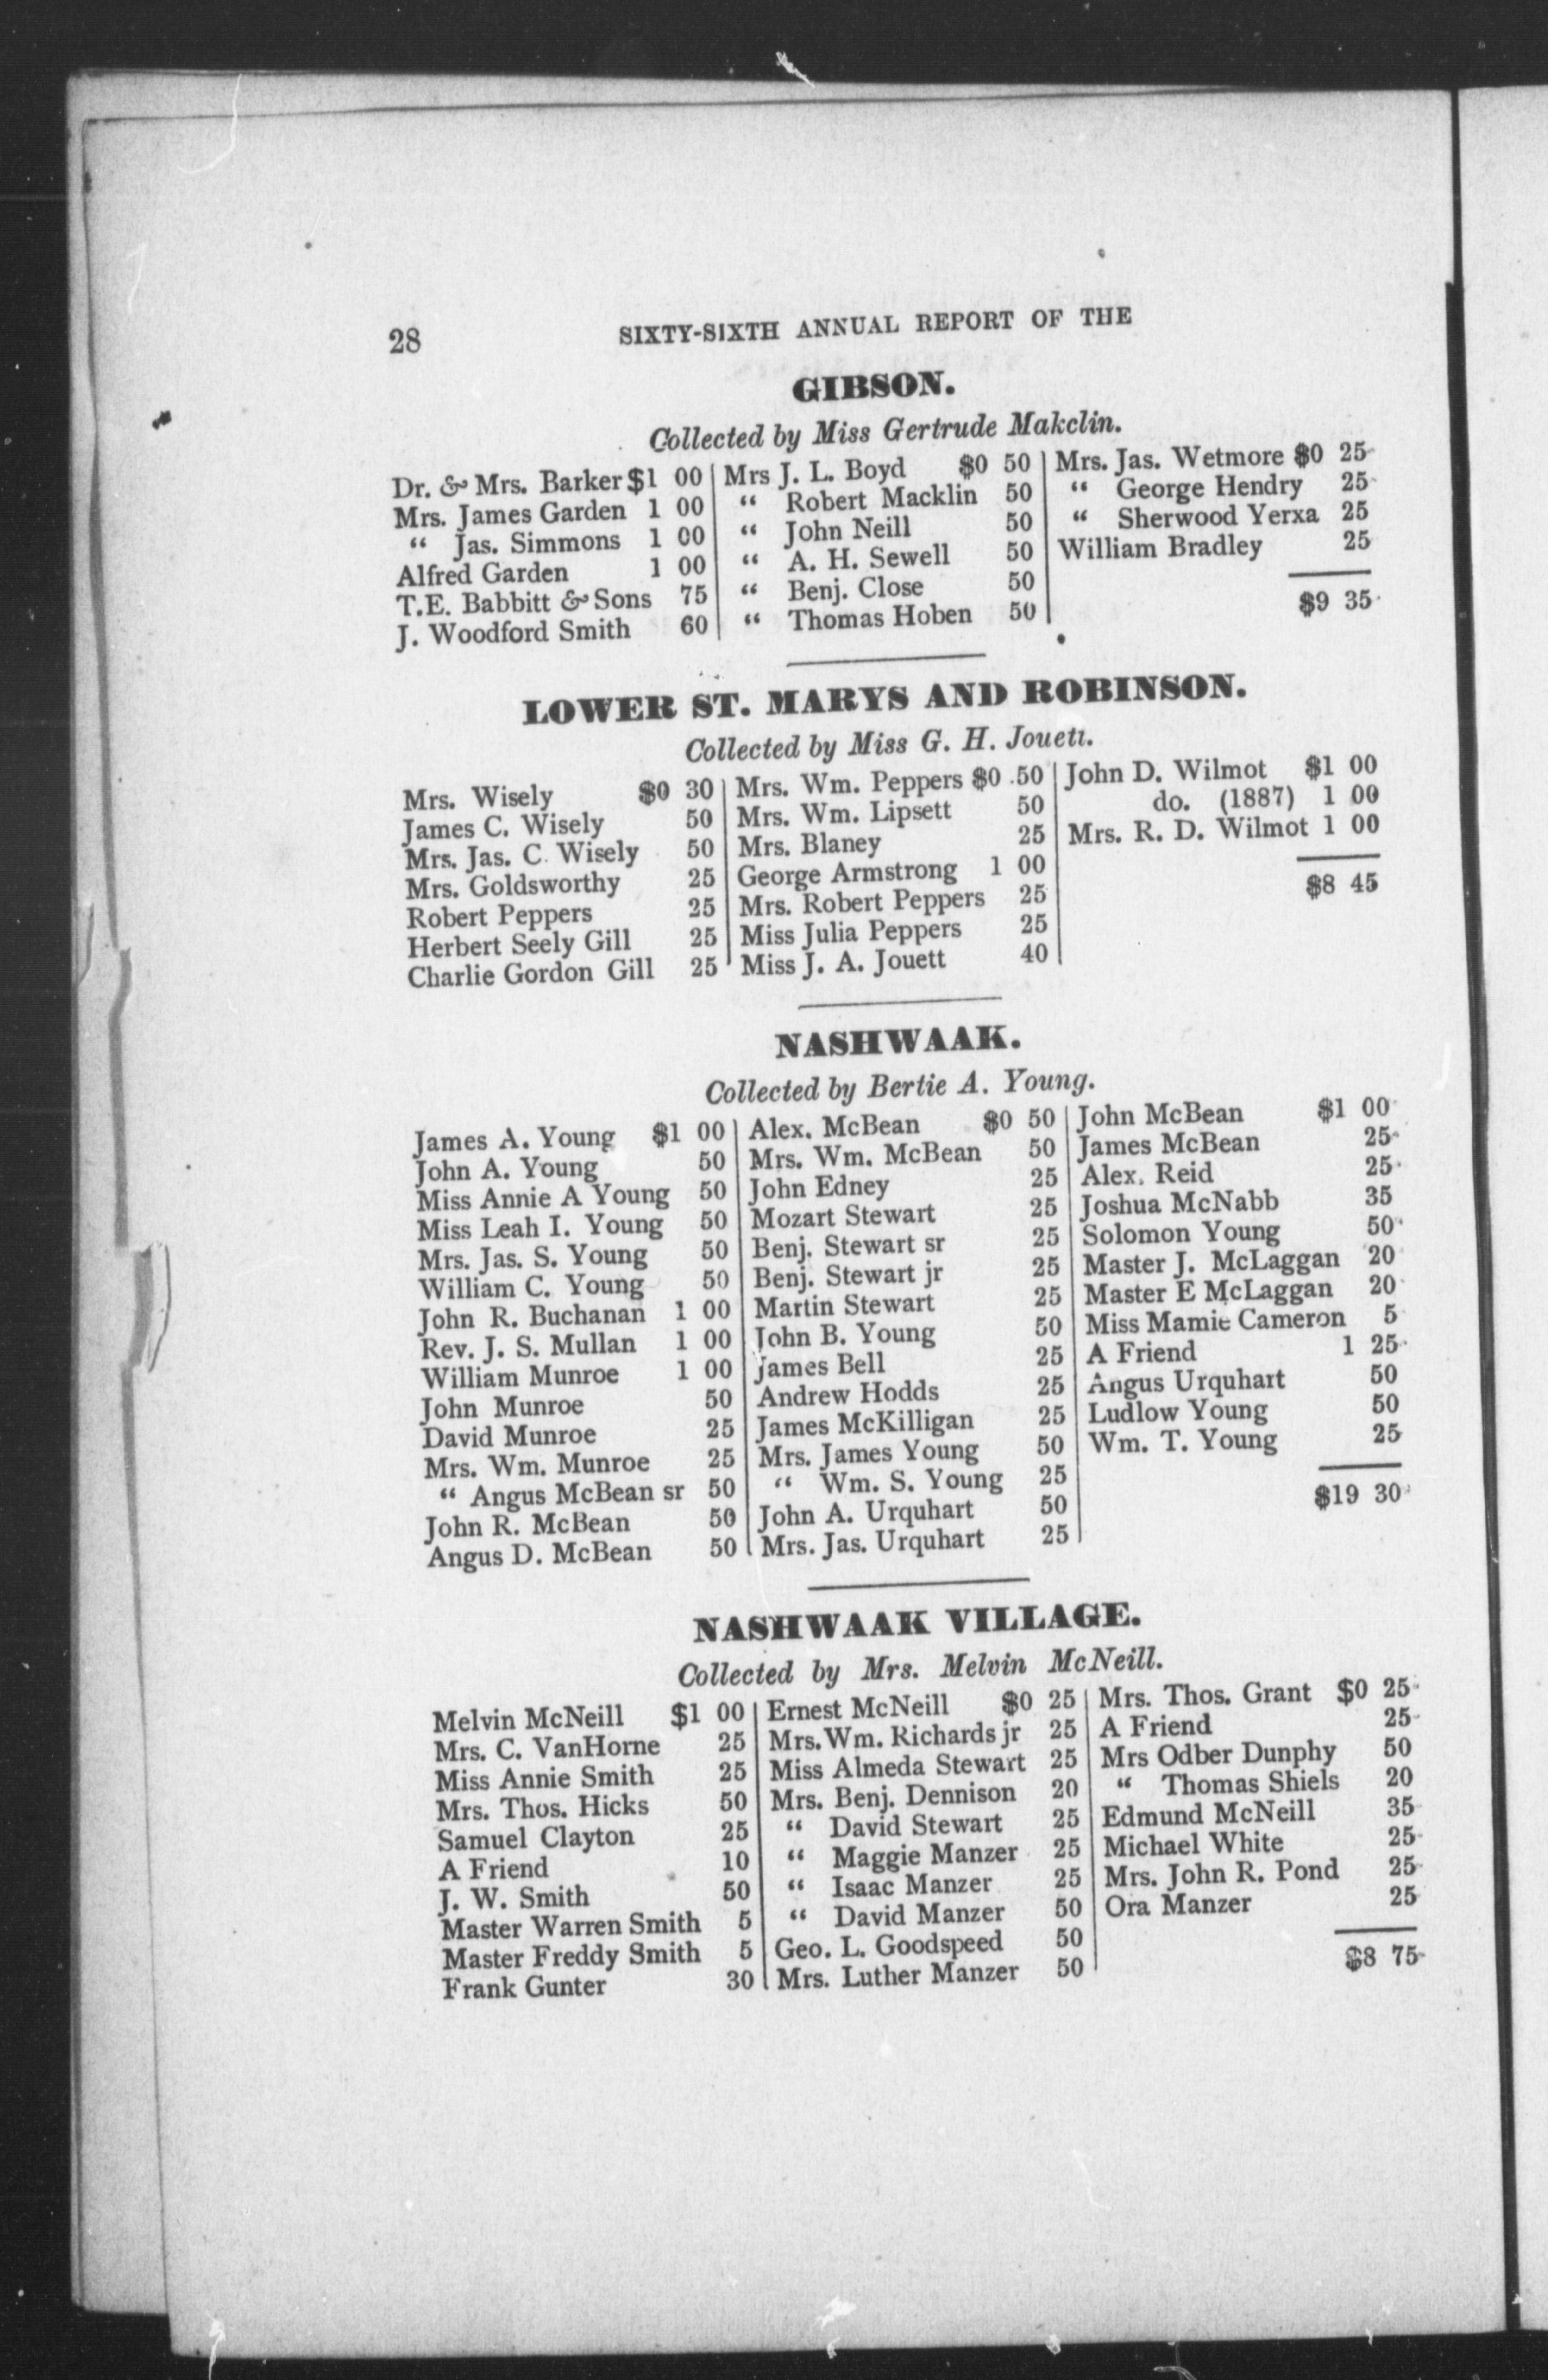 28
SIXTY-SIXTH ANNUAL REPORT OF THE
GIBSON.
Collected by Miss Gertrude Makclin.
Dr. & Mrs. Barker $1 00
Mrs. James Garden 1 00
“ Jas. Simmons 1 00
Alfred Garden 1 00
T.E. Babbitt & Sons 75
J. Woodford Smith 60
Mrs J. L. Boyd $0 50
“ Robert Macklin 50
“ John Neill 50
“ A. H. Sewell 50
“ Benj. Close 50
“ Thomas Hoben 50
Mrs. Jas. Wetmore $0 25
“ George Hendry 25
“ Sherwood Yerxa 25
William Bradley 25
$9 35
LOWER ST. MARYS AND ROBINSON.
Collected by Miss G. H. Jouett.
Mrs. Wisely $0 30
James C. Wisely 50
Mrs. Jas. C. Wisely 50
Mrs. Goldsworthy 25
Robert Peppers 25
Herbert Seely Gill 25
Charlie Gordon Gill 25
Mrs. Wm. Peppers $0 50
Mrs. Wm. Lipsett 50
Mrs. Blaney 25
George Armstrong 1 00
Mrs. Robert Peppers 25
Miss Julia Peppers 25
Miss J. A. Jouett 40
John D. Wilmot $1 00
do. (1887) 1 00
Mrs. R. D. Wilmot 1 00
$8 45
NASHWAAK.
Collected by Bertie A. Young.
James A. Young $1 00
John A. Young 50
Miss Annie A Young 50
Miss Leah I. Young 50
Mrs. Jas. S. Young 50
William C. Young 50
John R. Buchanan 1 00
Rev. J. S. Mullan 1 00
William Munroe 1 00
John Munroe 50
David Munroe 25
Mrs. Wm. Munroe 25
“ Angus McBean sr 50
John R. McBean 50
Angus D. McBean 50
Alex. McBean $0 50
Mrs. Wm. McBean 50
John Edney 25
Mozart Stewart 25
Benj. Stewart sr 25
Benj. Stewart jr 25
Martin Stewart 25
John B. Young 50
James Bell 25
Andrew Hodds 25
James McKilligan 25
Mrs. James Young 50
“ Wm. S. Young 25
John A. Urquhart 50
Mrs. Jas. Urquhart 25
John McBean $1 00
James McBean 25
Alex. Reid 25
Joshua McNabb 35
Solomon Young 50
Master J. McLaggan 20
Master E McLaggan 20
Miss Mamie Cameron 5
A Friend 1 25
Angus Urquhart 50
Ludlow Young 50
Wm. T. Young 25
$19 30
NASHWAAK VILLAGE.
Collected by Mrs. Melvin McNeill.
Melvin McNeill $1 00
Mrs. C. VanHorne 25
Miss Annie Smith 25
Mrs. Thos. Hicks 50
Samuel Clayton 25
A Friend 10
J. W. Smith 50
Master Warren Smith 5
Master Freddy Smith 5
Frank Gunter 30
Ernest McNeill $0 25
Mrs. Wm. Richards jr 25
Miss Almeda Stewart 25
Mrs. Benj. Dennison 20
“ David Stewart 25
“ Maggie Manzer 25
“ Isaac Manzer 25
“ David Manzer 50
Geo. L. Goodspeed 50
Mrs. Luther Manzer 50
Mrs. Thos. Grant $0 25
A Friend 25
Mrs Odber Dunphy 50
“ Thomas Shiels 20
Edmund McNeill 35
Michael White 25
Mrs. John R. Pond 25
Ora Manzer 25
$8 75